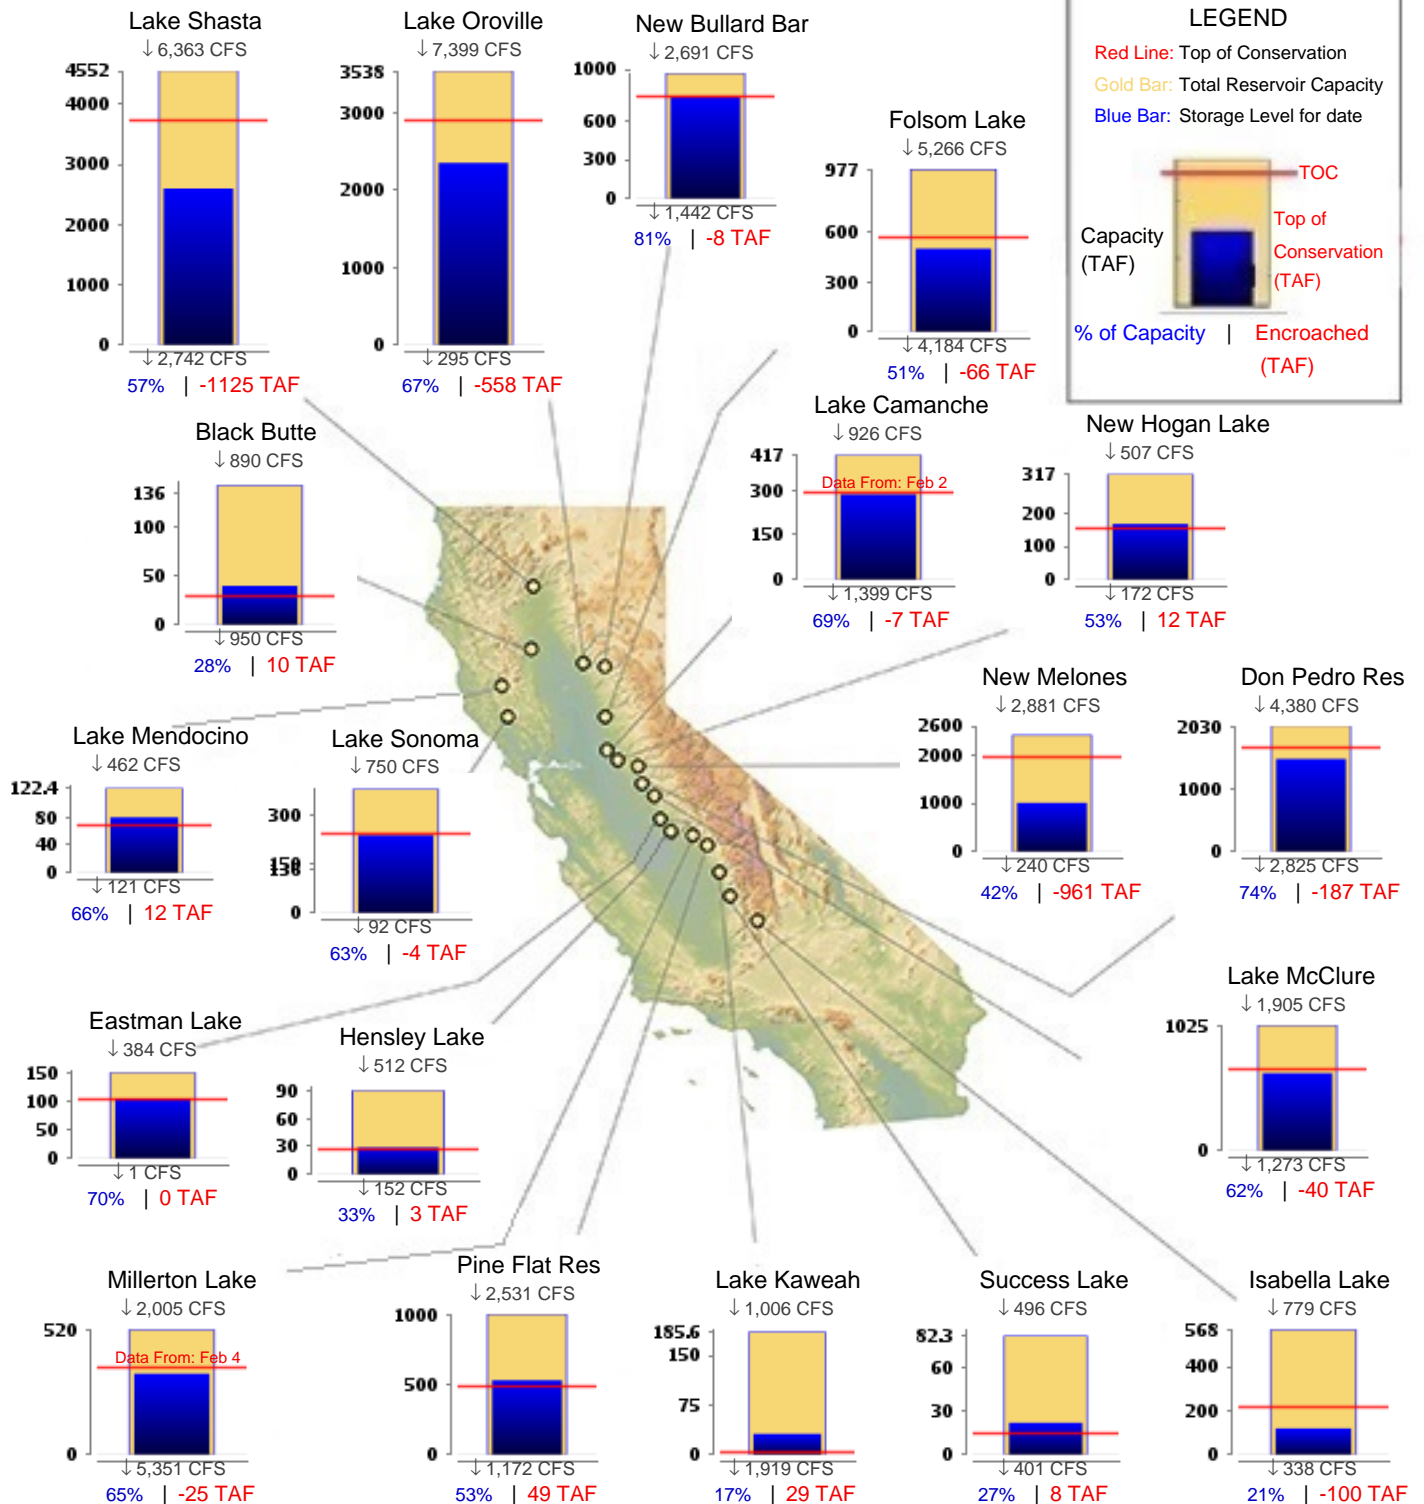 Lake Shasta
↓ 6,363 CFS
4552
4000
3000
2000
1000
0
↓ 2,742 CFS
57% | -1125 TAF
Lake Oroville
↓ 7,399 CFS
3538
3000
2000
1000
0
↓ 295 CFS
67% | -558 TAF
New Bullard Bar
↓ 2,691 CFS
1000
600
300
0
↓ 1,442 CFS
81% | -8 TAF
Folsom Lake
↓ 5,266 CFS
977
600
300
0
↓ 4,184 CFS
51% | -66 TAF
LEGEND
Red Line: Top of Conservation
Gold Bar: Total Reservoir Capacity
Blue Bar: Storage Level for date
TOC
Capacity
(TAF)
Top of
Conservation
(TAF)
% of Capacity | Encroached
(TAF)
Black Butte
↓ 890 CFS
136
100
50
0
↓ 950 CFS
28% | 10 TAF
Lake Camanche
↓ 926 CFS
417
Data From: Feb 2
300
150
0
↓ 1,399 CFS
69% | -7 TAF
New Hogan Lake
↓ 507 CFS
317
200
100
0
↓ 172 CFS
53% | 12 TAF
Lake Mendocino
↓ 462 CFS
122.4
80
40
0
↓ 121 CFS
66% | 12 TAF
Lake Sonoma
↓ 750 CFS
300
150
0
↓ 92 CFS
63% | -4 TAF
New Melones
↓ 2,881 CFS
2600
2000
1000
0
↓ 240 CFS
42% | -961 TAF
Don Pedro Res
↓ 4,380 CFS
2030
1000
0
↓ 2,825 CFS
74% | -187 TAF
Lake McClure
↓ 1,905 CFS
1025
0
↓ 1,273 CFS
62% | -40 TAF
Eastman Lake
↓ 384 CFS
150
100
50
0
↓ 1 CFS
70% | 0 TAF
Hensley Lake
↓ 512 CFS
90
60
30
0
↓ 152 CFS
33% | 3 TAF
Millerton Lake
↓ 2,005 CFS
520
Data From: Feb 4
0
↓ 5,351 CFS
65% | -25 TAF
Pine Flat Res
↓ 2,531 CFS
1000
500
0
↓ 1,172 CFS
53% | 49 TAF
Lake Kaweah
↓ 1,006 CFS
185.6
150
75
0
↓ 1,919 CFS
17% | 29 TAF
Success Lake
↓ 496 CFS
82.3
60
30
0
↓ 401 CFS
27% | 8 TAF
Isabella Lake
↓ 779 CFS
568
400
200
0
↓ 338 CFS
21% | -100 TAF